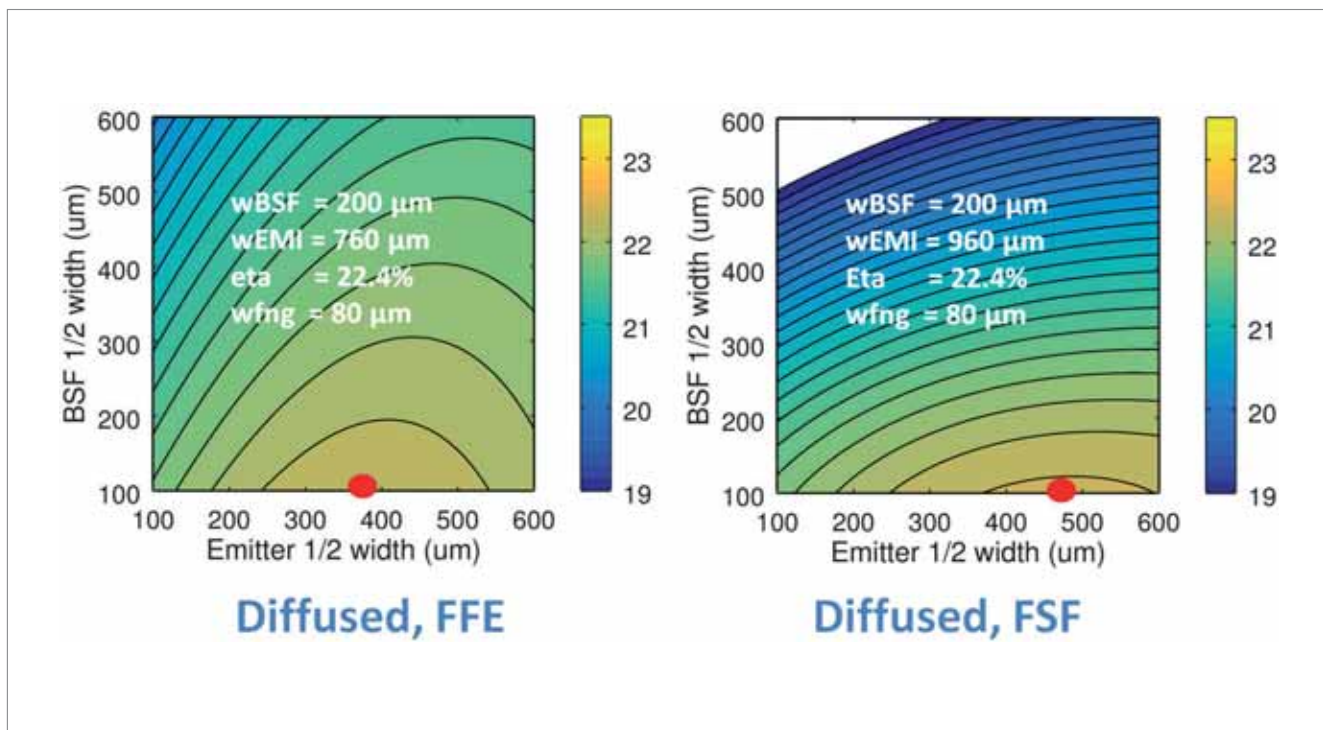 600
500
400
300
200
100
BSF 1/2 width (um)
wBSF = 200 µm
wEMI = 760 µm
eta = 22.4%
wfng = 80 µm
100 200 300 400 500 600
Emitter 1/2 width (um)
23
22
21
20
19
Diffused, FFE
600
500
400
300
200
100
BSF 1/2 width (um)
wBSF = 200 µm
wEMI = 960 µm
Eta = 22.4%
wfng = 80 µm
100 200 300 400 500 600
Emitter 1/2 width (um)
23
22
21
20
19
Diffused, FSF